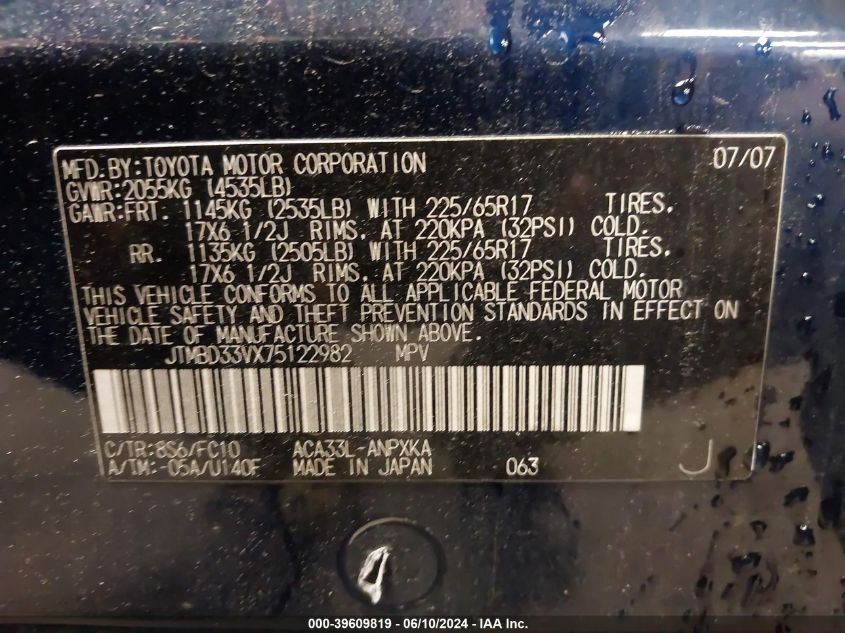 MFD.BY:TOYOTA MOTOR CORPORATION 07/07
GVWR:2055KG (4535LB)
GAWR:FRT. 1145KG (2535LB) WITH 225/65R17 TIRES.
17X6 1/2J RIMS, AT 220KPA (32PSI) COLD.
RR. 1135KG (2505LB) WITH 225/65R17 TIRES.
17X6 1/2J RIMS, AT 220KPA (32PSI) COLD.
THIS VEHICLE CONFORMS TO ALL APPLICABLE FEDERAL MOTOR
VEHICLE SAFETY AND THEFT PREVENTION STANDARDS IN EFFECT ON
THE DATE OF MANUFACTURE SHOWN ABOVE.
JTMBD33VX75122982 MPV
C/TR:8S6/FC10 ACA33L-ANPXKA
A/TM:-05A/U140F MADE IN JAPAN 063 J
4
000-39609819 / 06/10/2024 - IAA Inc.